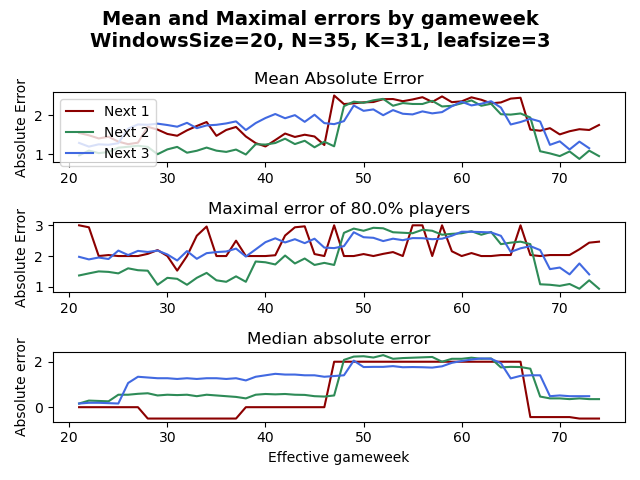 Mean and Maximal errors by gameweek
WindowsSize=20, N=35, K=31, leafsize=3
Mean Absolute Error
Absolute Error
2
1
Next 1
Next 2
Next 3
20 30 40 50 60 70
Maximal error of 80.0% players
Absolute Error
3
2
1
20 30 40 50 60 70
Median absolute error
Absolute error
2
0
20 30 40 50 60 70
Effective gameweek